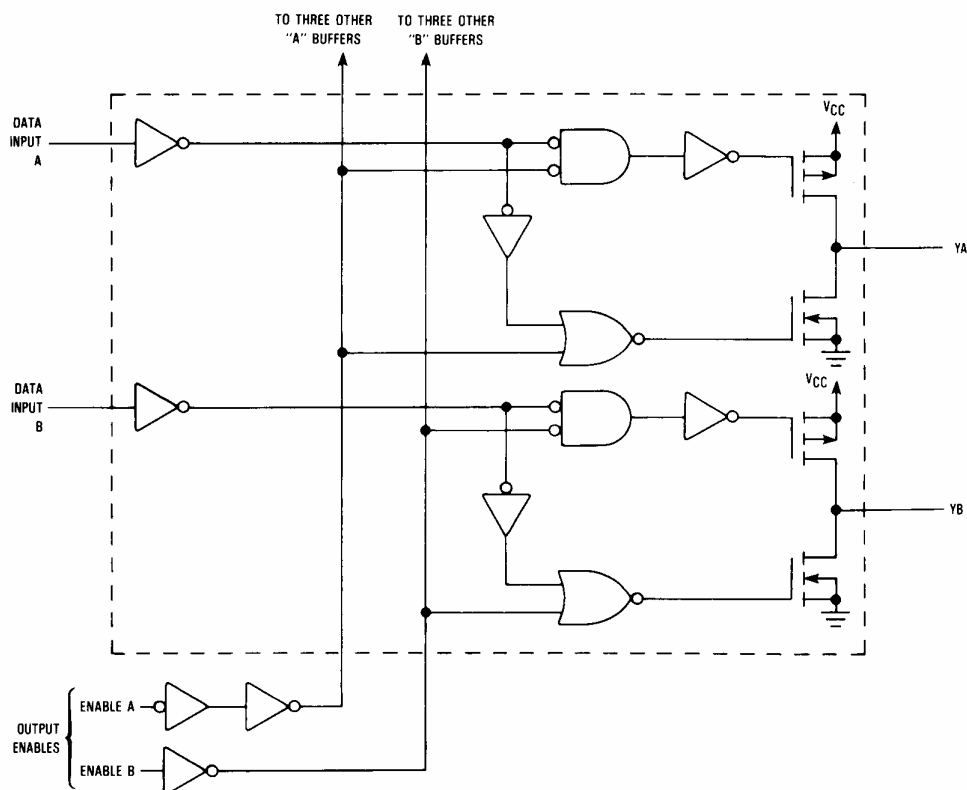 TO THREE OTHER
"A" BUFFERS
TO THREE OTHER
"B" BUFFERS
DATA
INPUT
A
VCC
YA
DATA
INPUT
B
VCC
YB
OUTPUT
ENABLES
ENABLE A
ENABLE B